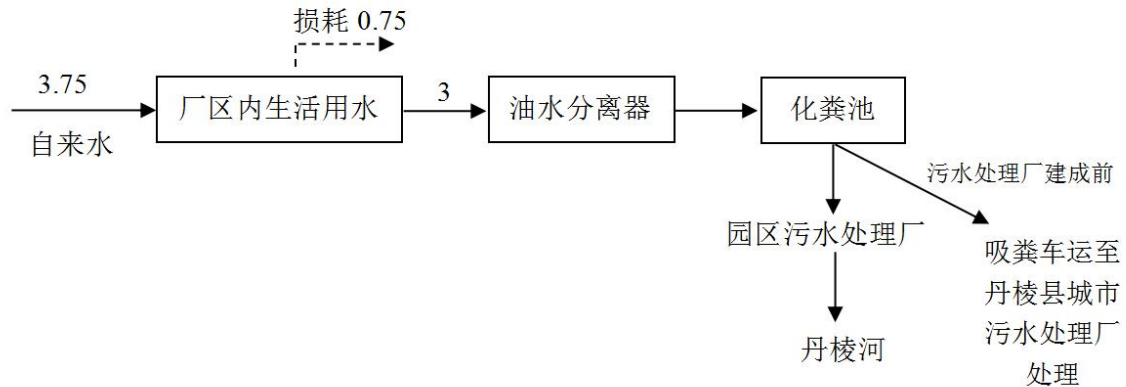 损耗 0.75
3.75
自来水
厂区内生活用水
3
油水分离器
化粪池
污水处理厂建成前
园区污水处理厂
丹棱河
吸粪车运至
丹棱县城市
污水处理厂
处理